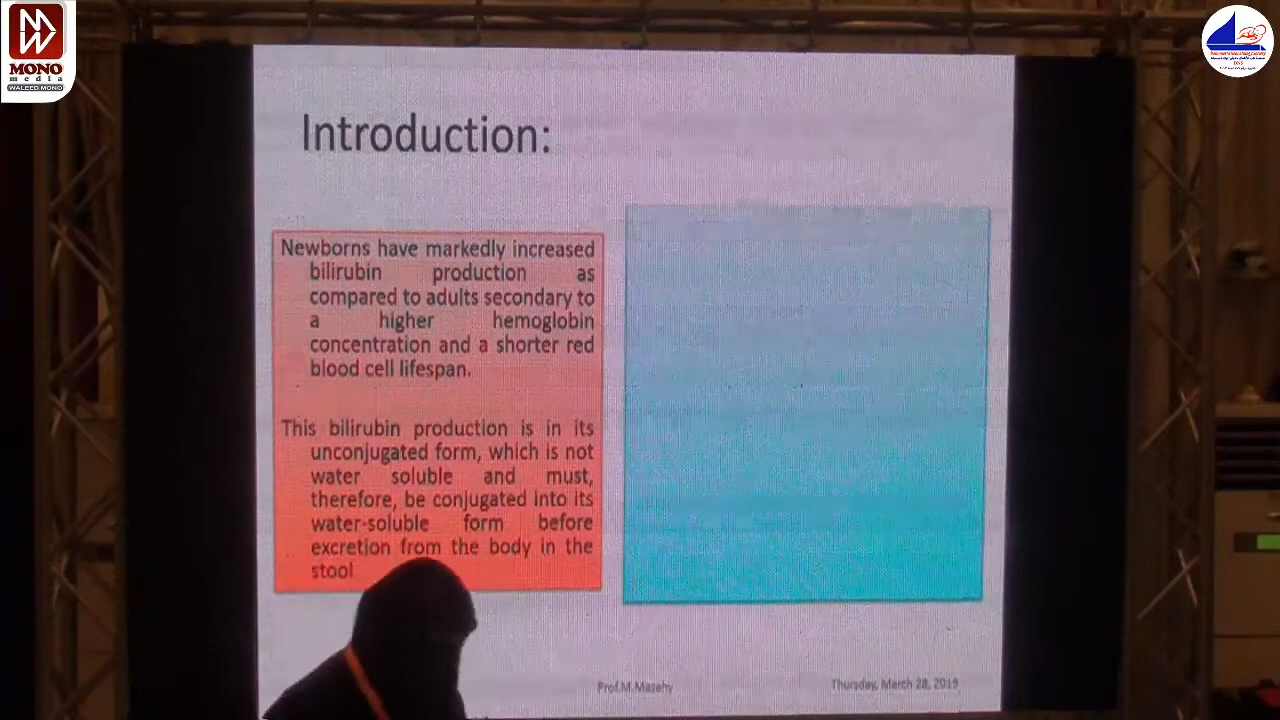 MONO
media
WALEED MONO
DNS
Introduction:
Newborns have markedly increased
bilirubin production as
compared to adults secondary to
a higher hemoglobin
concentration and a shorter red
blood cell lifespan.
This bilirubin production is in its
unconjugated form, which is not
water soluble and must,
therefore, be conjugated into its
water-soluble form before
excretion from the body in the
stool
Prof.M.Mazahy
Thursday, March 28, 2019